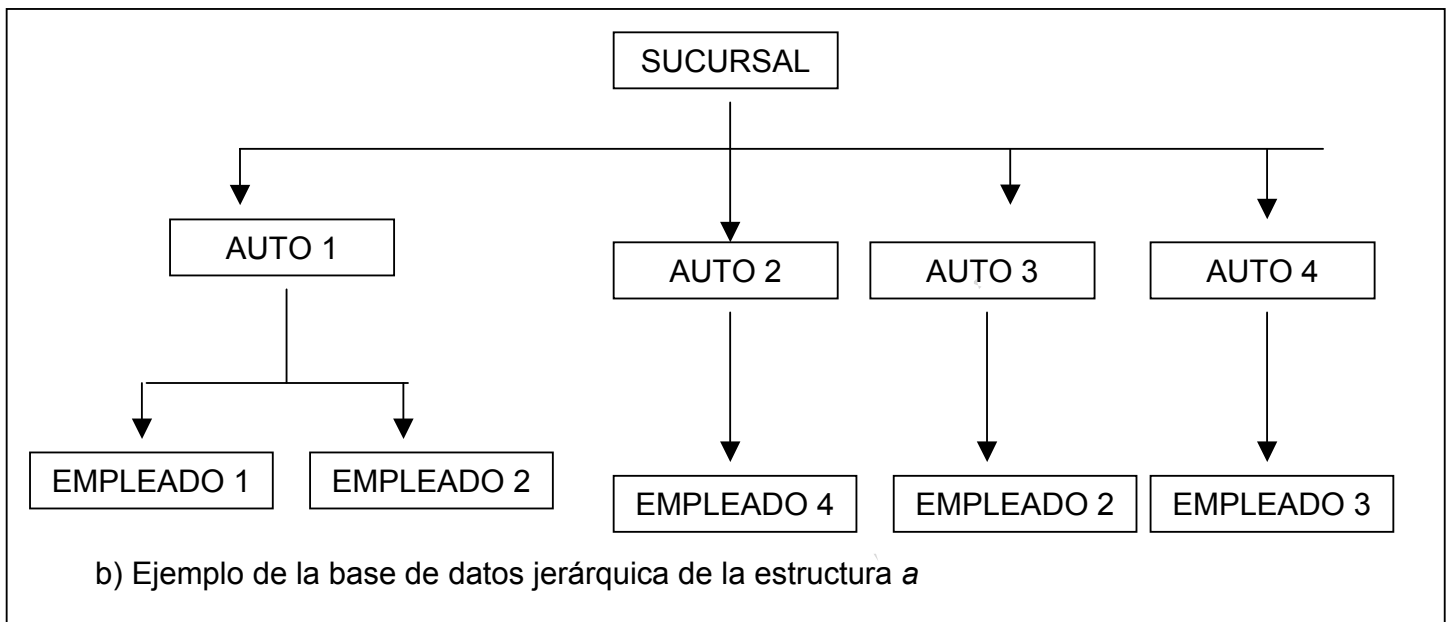 SUCURSAL
AUTO 1
AUTO 2
AUTO 3
AUTO 4
EMPLEADO 1
EMPLEADO 2
EMPLEADO 4
EMPLEADO 2
EMPLEADO 3
b) Ejemplo de la base de datos jerárquica de la estructura a